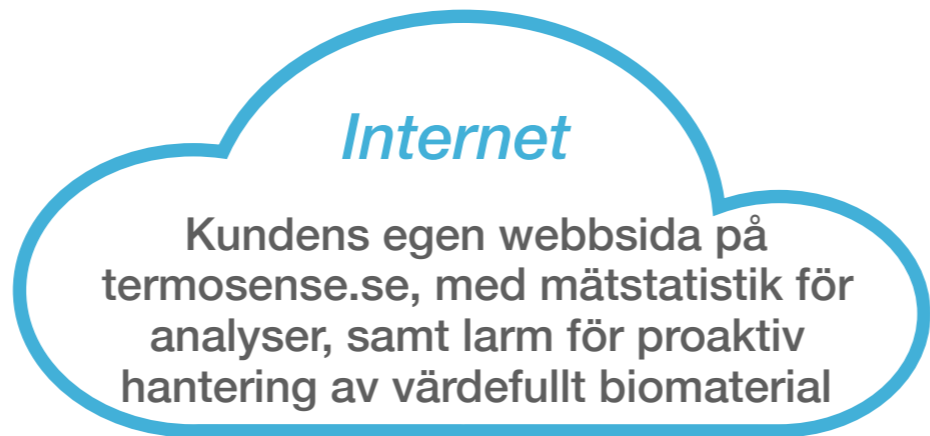 Internet
Kundens egen webbsida på
termosense.se, med mätstatistik för
analyser, samt larm för proaktiv
hantering av värdefullt biomaterial